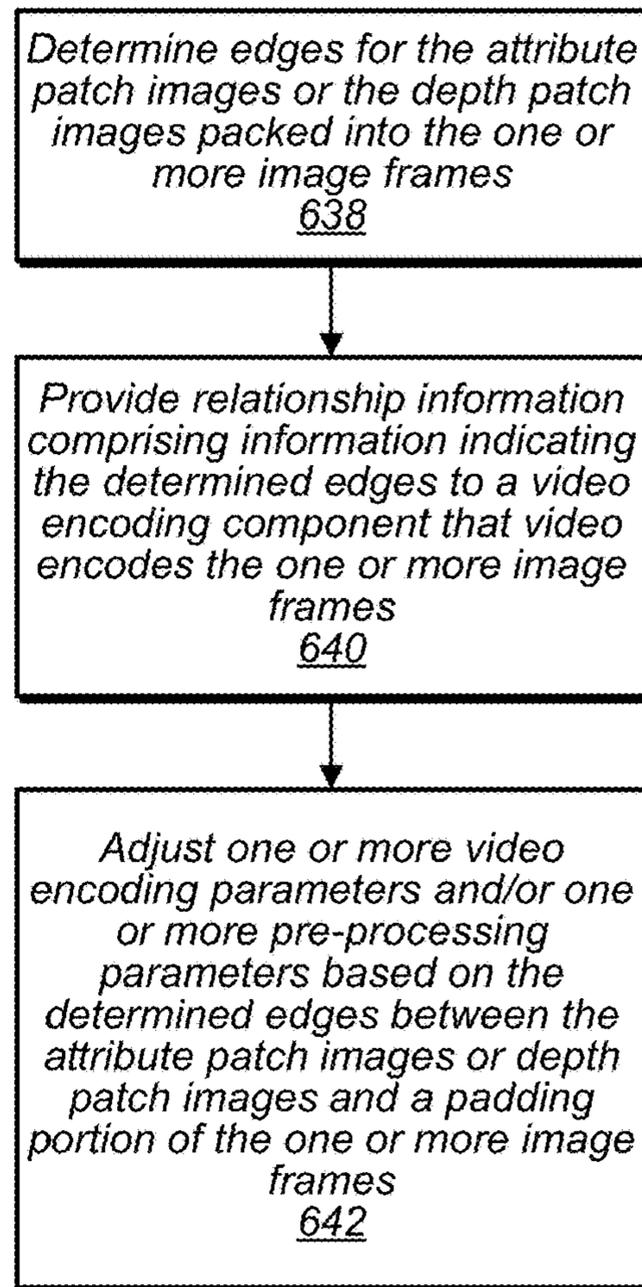 Determine edges for the attribute
patch images or the depth patch
images packed into the one or
more image frames
638
Provide relationship information
comprising information indicating
the determined edges to a video
encoding component that video
encodes the one or more image
frames
640
Adjust one or more video
encoding parameters and/or one
or more pre-processing
parameters based on the
determined edges between the
attribute patch images or depth
patch images and a padding
portion of the one or more image
frames
642